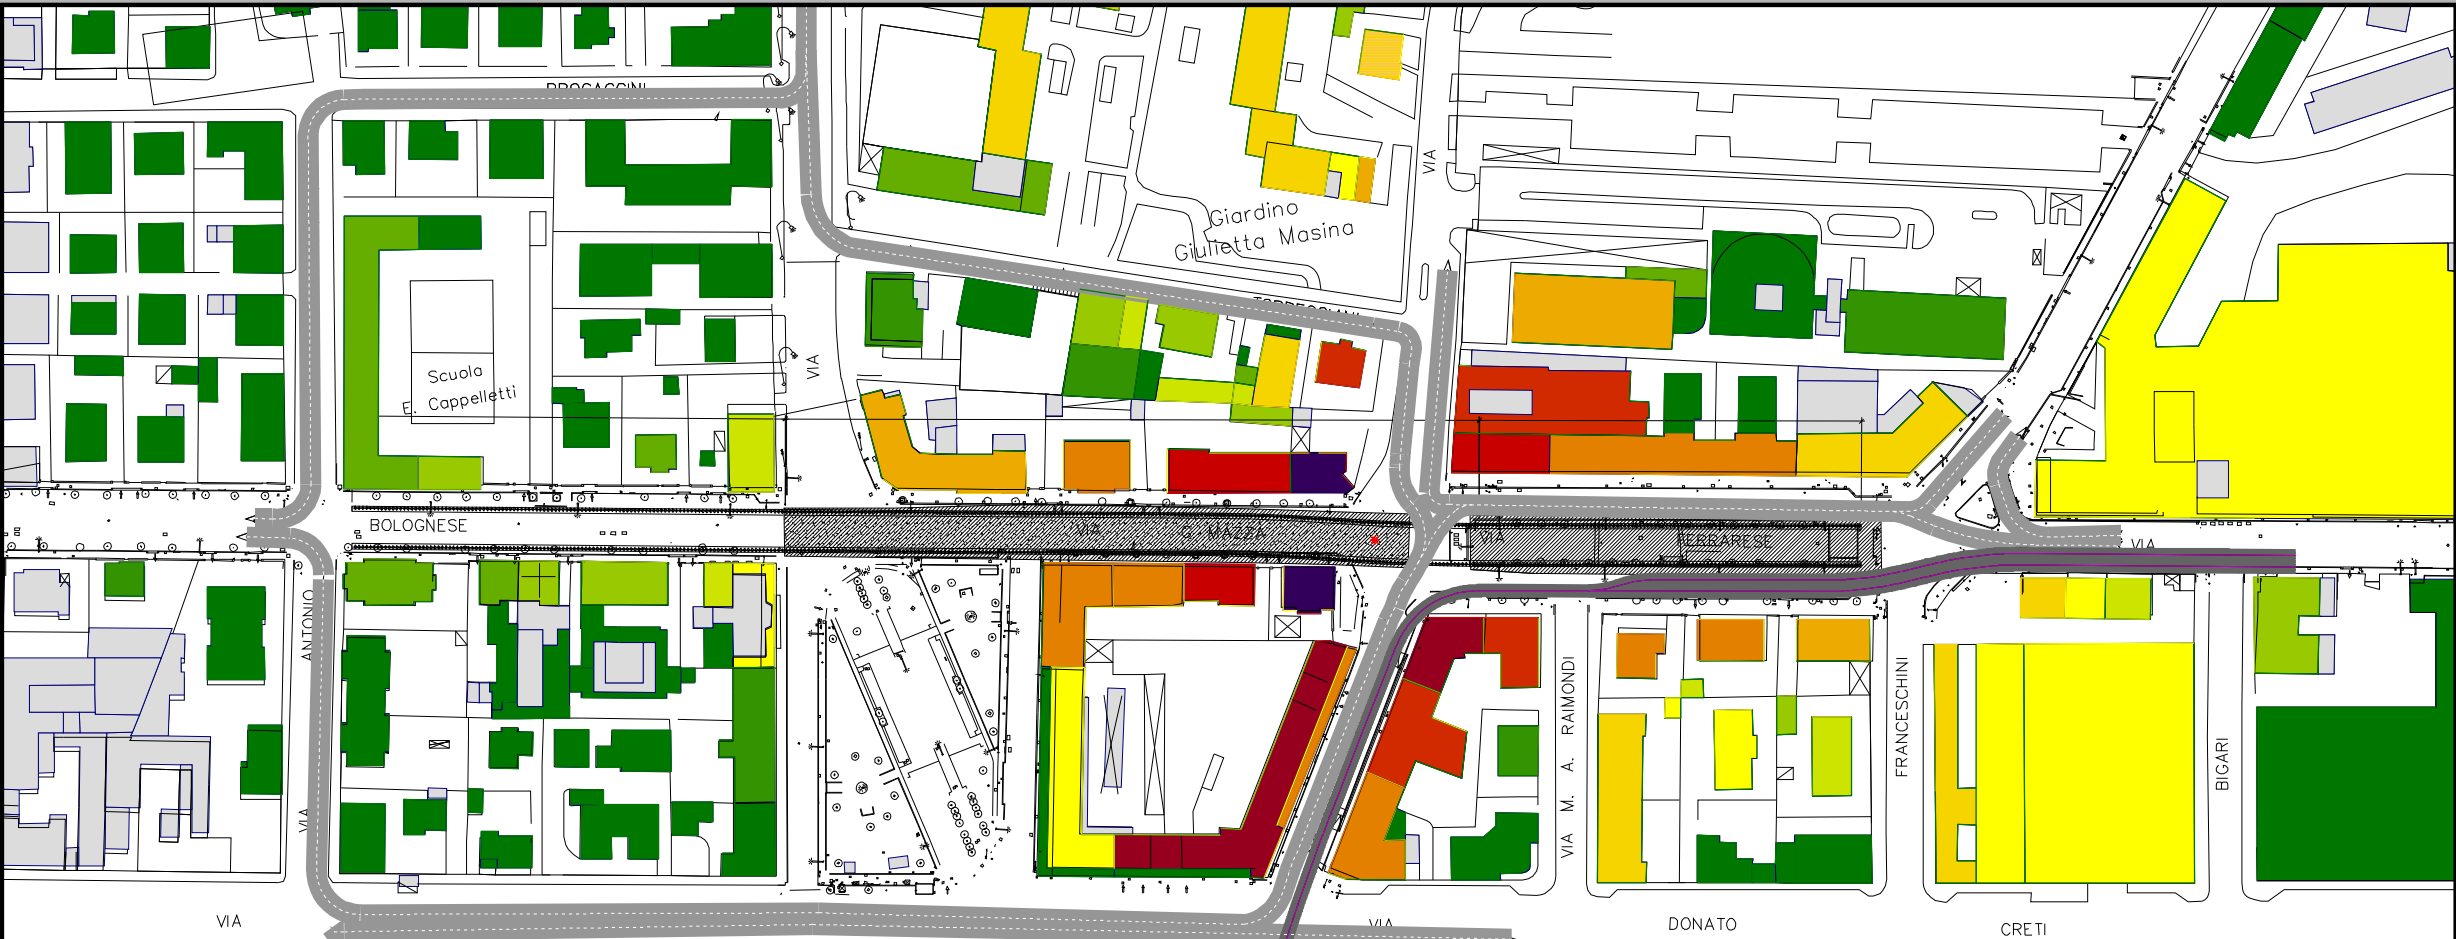 PROCACCINI
VIA
Giardino
Giulietta Masina
TORREGGIANI
VIA
Scuola
E. Cappelletti
BOLOGNESE
VIA
G. MAZZA
VIA
FERRARESE
VIA
ANTONIO
VIA
VIA M. A. RAIMONDI
FRANCESCHINI
BIGARI
VIA
VIA
DONATO
CRETI